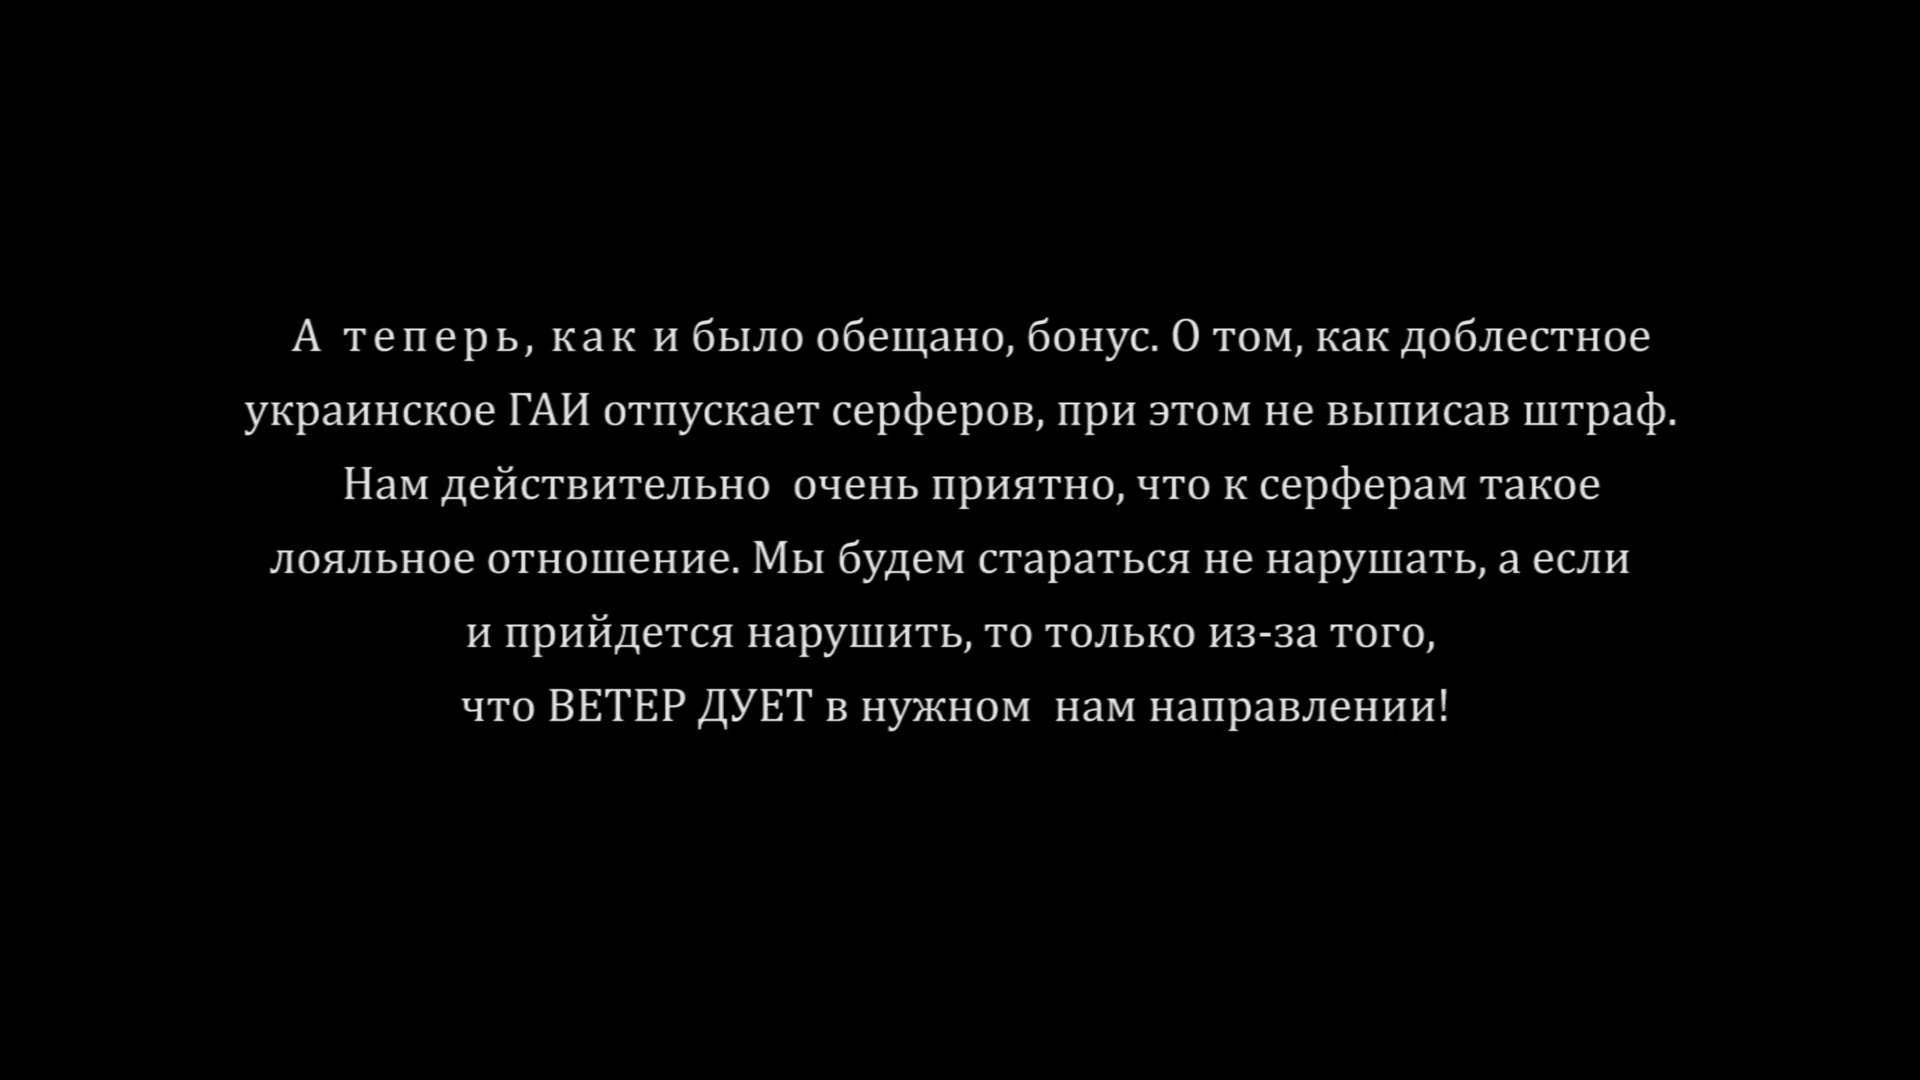 А теперь, как и было обещано, бонус. О том, как доблестное
украинское ГАИ отпускает серферов, при этом не выписав штраф.
Нам действительно очень приятно, что к серферам такое
лояльное отношение. Мы будем стараться не нарушать, а если
и прийдется нарушить, то только из-за того,
что ВЕТЕР ДУЕТ в нужном нам направлении!